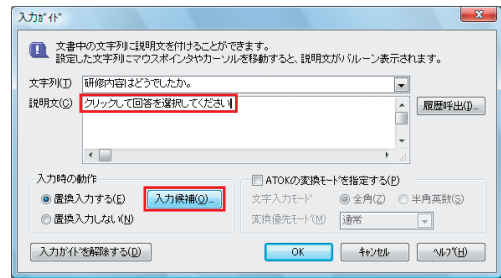 入力ｶﾞｲﾄﾞ
文書中の文字列に説明文を付けることができます。
設定した文字列にマウスポインタやカーソルを移動すると、説明文がバルーン表示されます。
文字列(T) 研修内容はどうでしたか。
説明文(C) クリックして回答を選択してください 履歴呼出(J)...
入力時の動作
置換入力する(E) 入力候補(O)...
置換入力しない(N)
ATOKの変換ﾓｰﾄﾞを指定する(P)
文字入力ﾓｰﾄﾞ 全角(Z) 半角英数(S)
変換優先ﾓｰﾄﾞ(M) 通常
入力ｶﾞｲﾄﾞを解除する(D) OK ｷｬﾝｾﾙ ﾍﾙﾌﾟ(H)